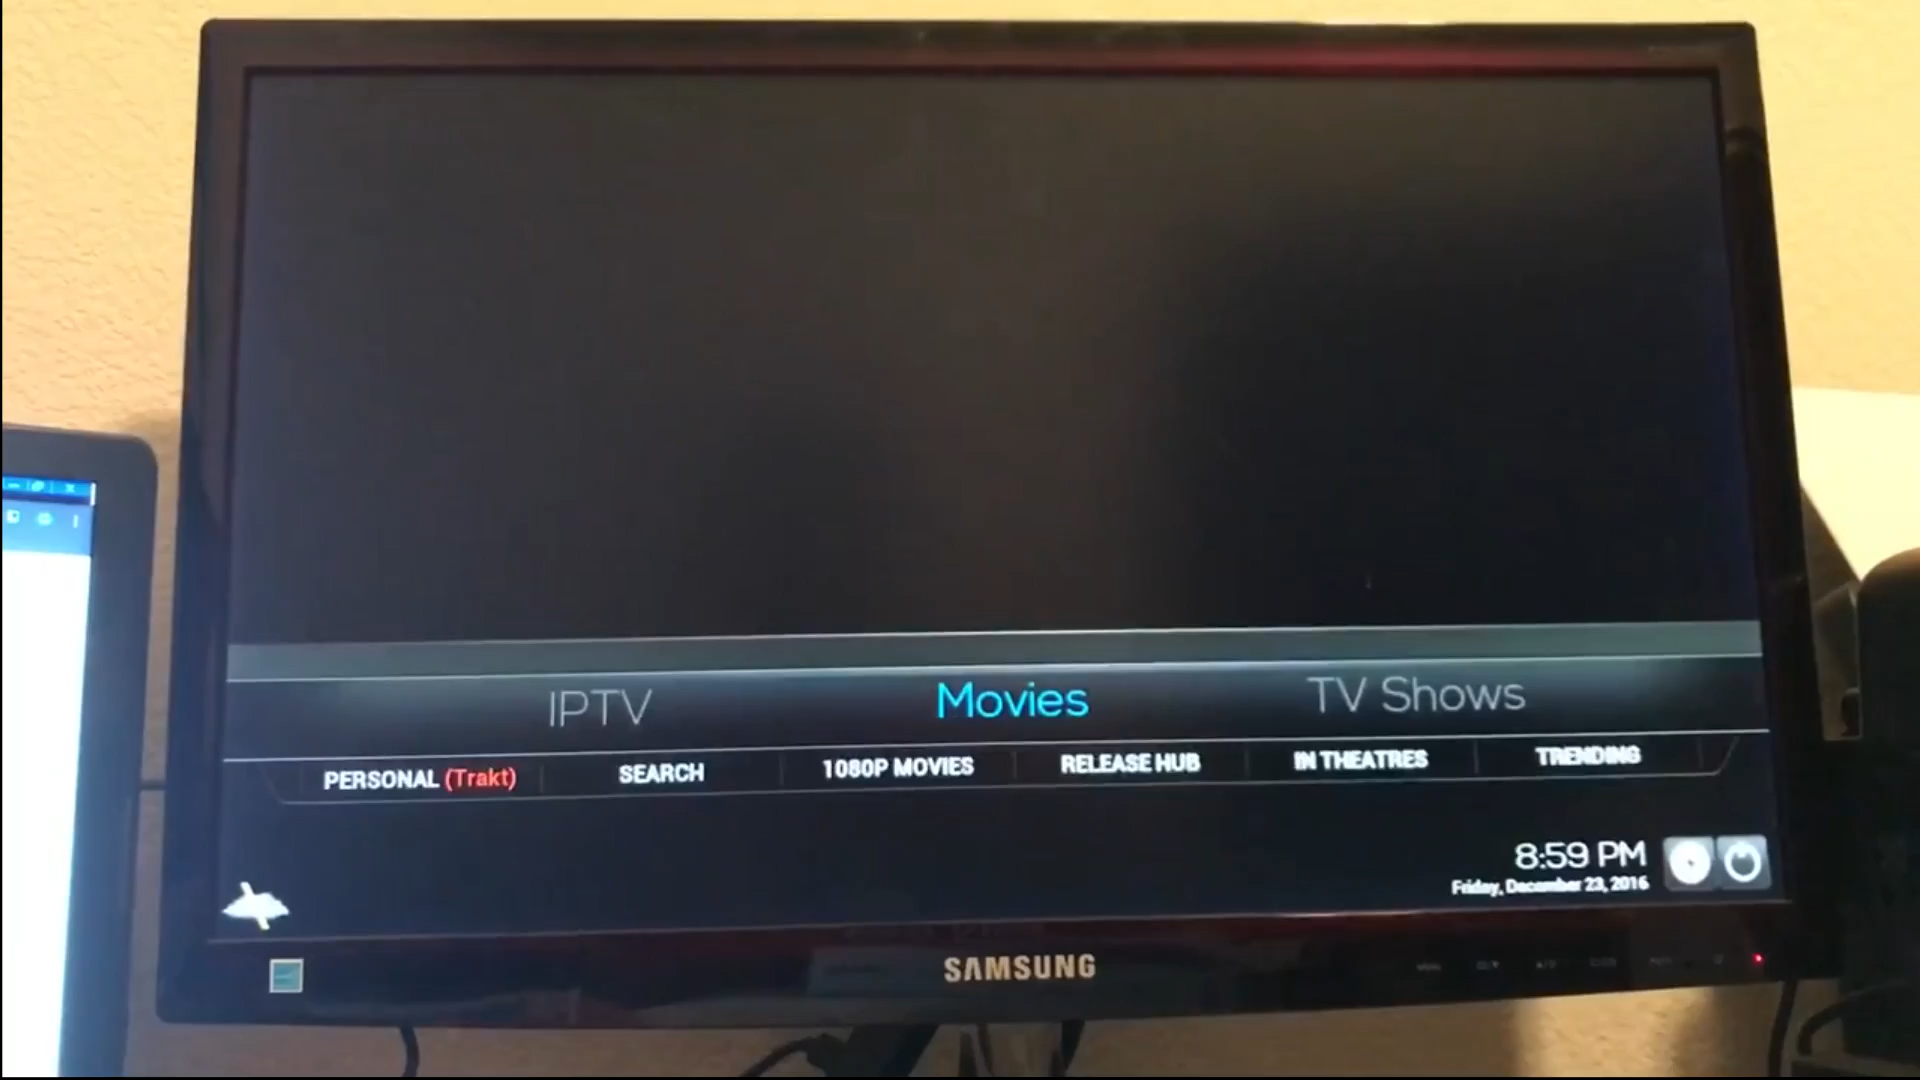 IPTV Movies TV Shows
PERSONAL (Trakt) SEARCH 1080P MOVIES RELEASE HUB IN THEATRES TRENDING
8:59 PM
Friday, December 23, 2016
SAMSUNG